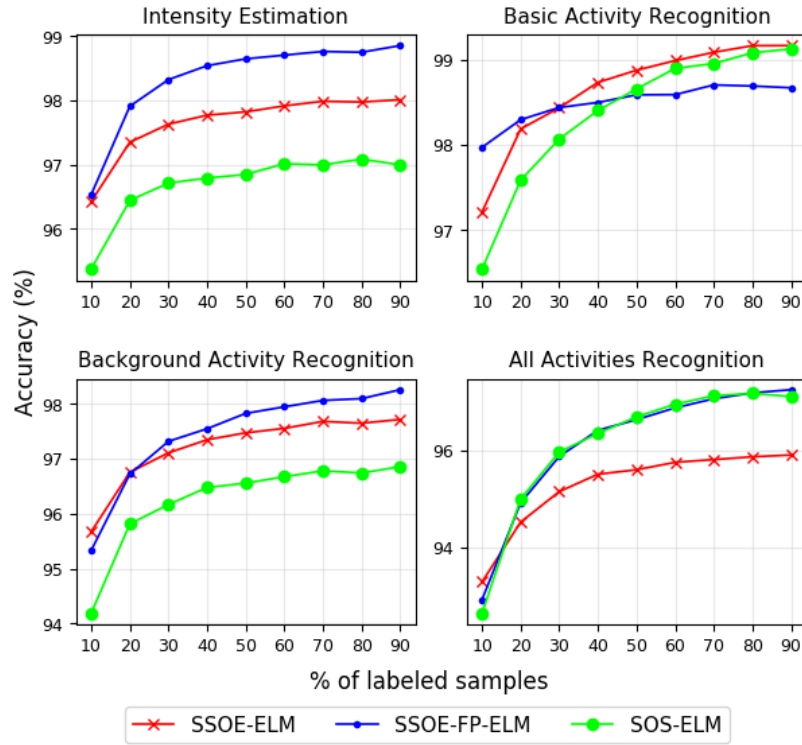 Intensity Estimation
Basic Activity Recognition
99
98
97
96
99
98
97
10 20 30 40 50 60 70 80 90
10 20 30 40 50 60 70 80 90
Accuracy (%)
Background Activity Recognition
All Activities Recognition
98
97
96
95
94
96
94
10 20 30 40 50 60 70 80 90
10 20 30 40 50 60 70 80 90
% of labeled samples
SSOE-ELM SSOE-FP-ELM SOS-ELM